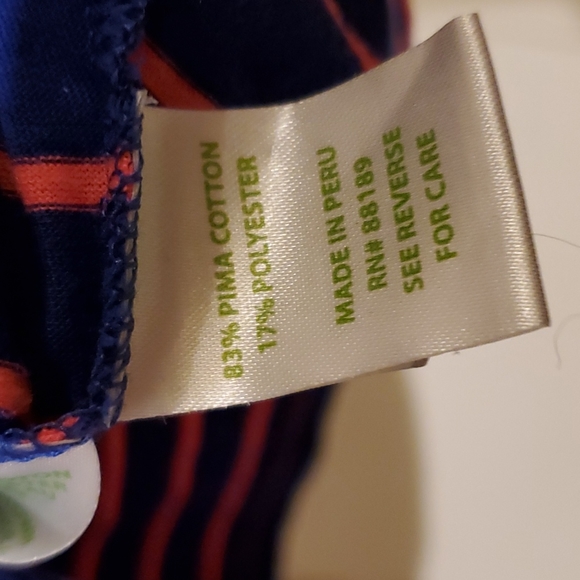 83% PIMA COTTON
17% POLYESTER
MADE IN PERU
RN# 88189
SEE REVERSE
FOR CARE